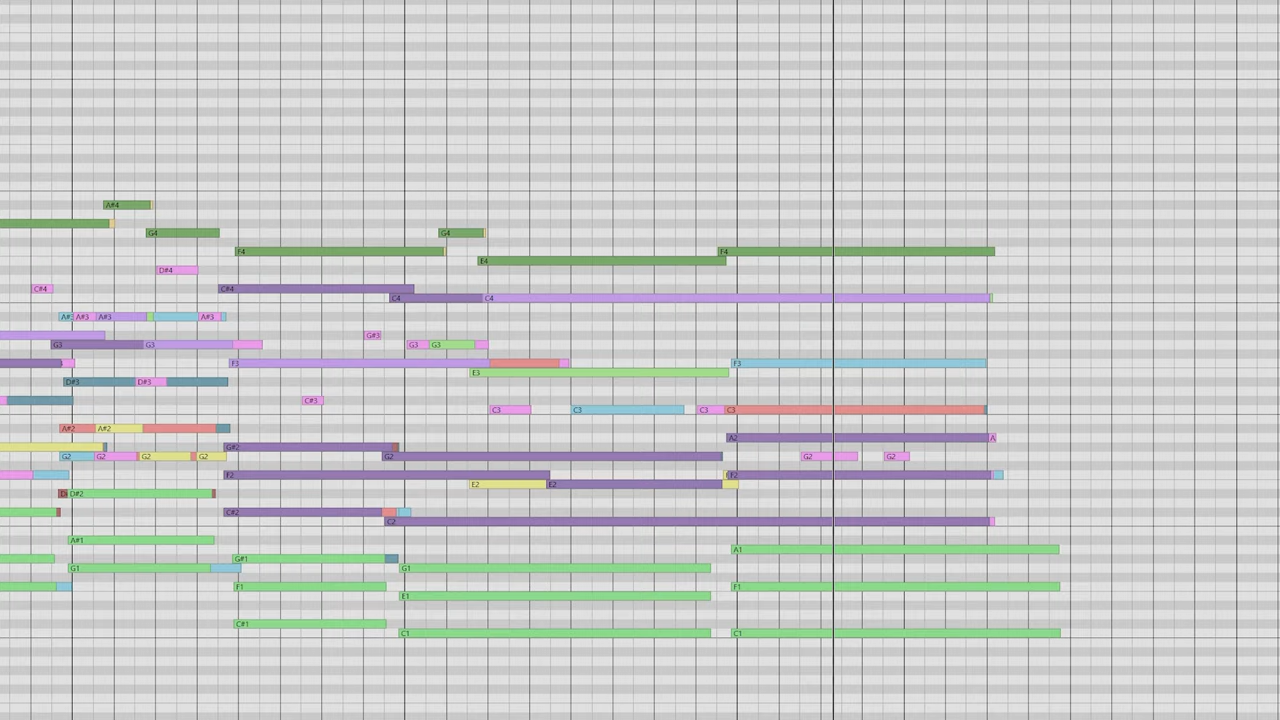 A#4
G4 G4
F4 F4
E4
D#4
C#4 C#4
C4 C4
A#3 A#3 A#3 A#3
G#3
G3 G3 G3 G3
F3 F3
E3
D#3 D#3
C#3
C3 C3 C3 C3
A#2 A#2
A2 A
G#2
G2 G2 G2 G2 G2 G2
F2 F2
E2 E2
D D#2
C#2
C2
A#1
A1
G#1
G1 G1
F1 F1
E1
C#1
C1 C1